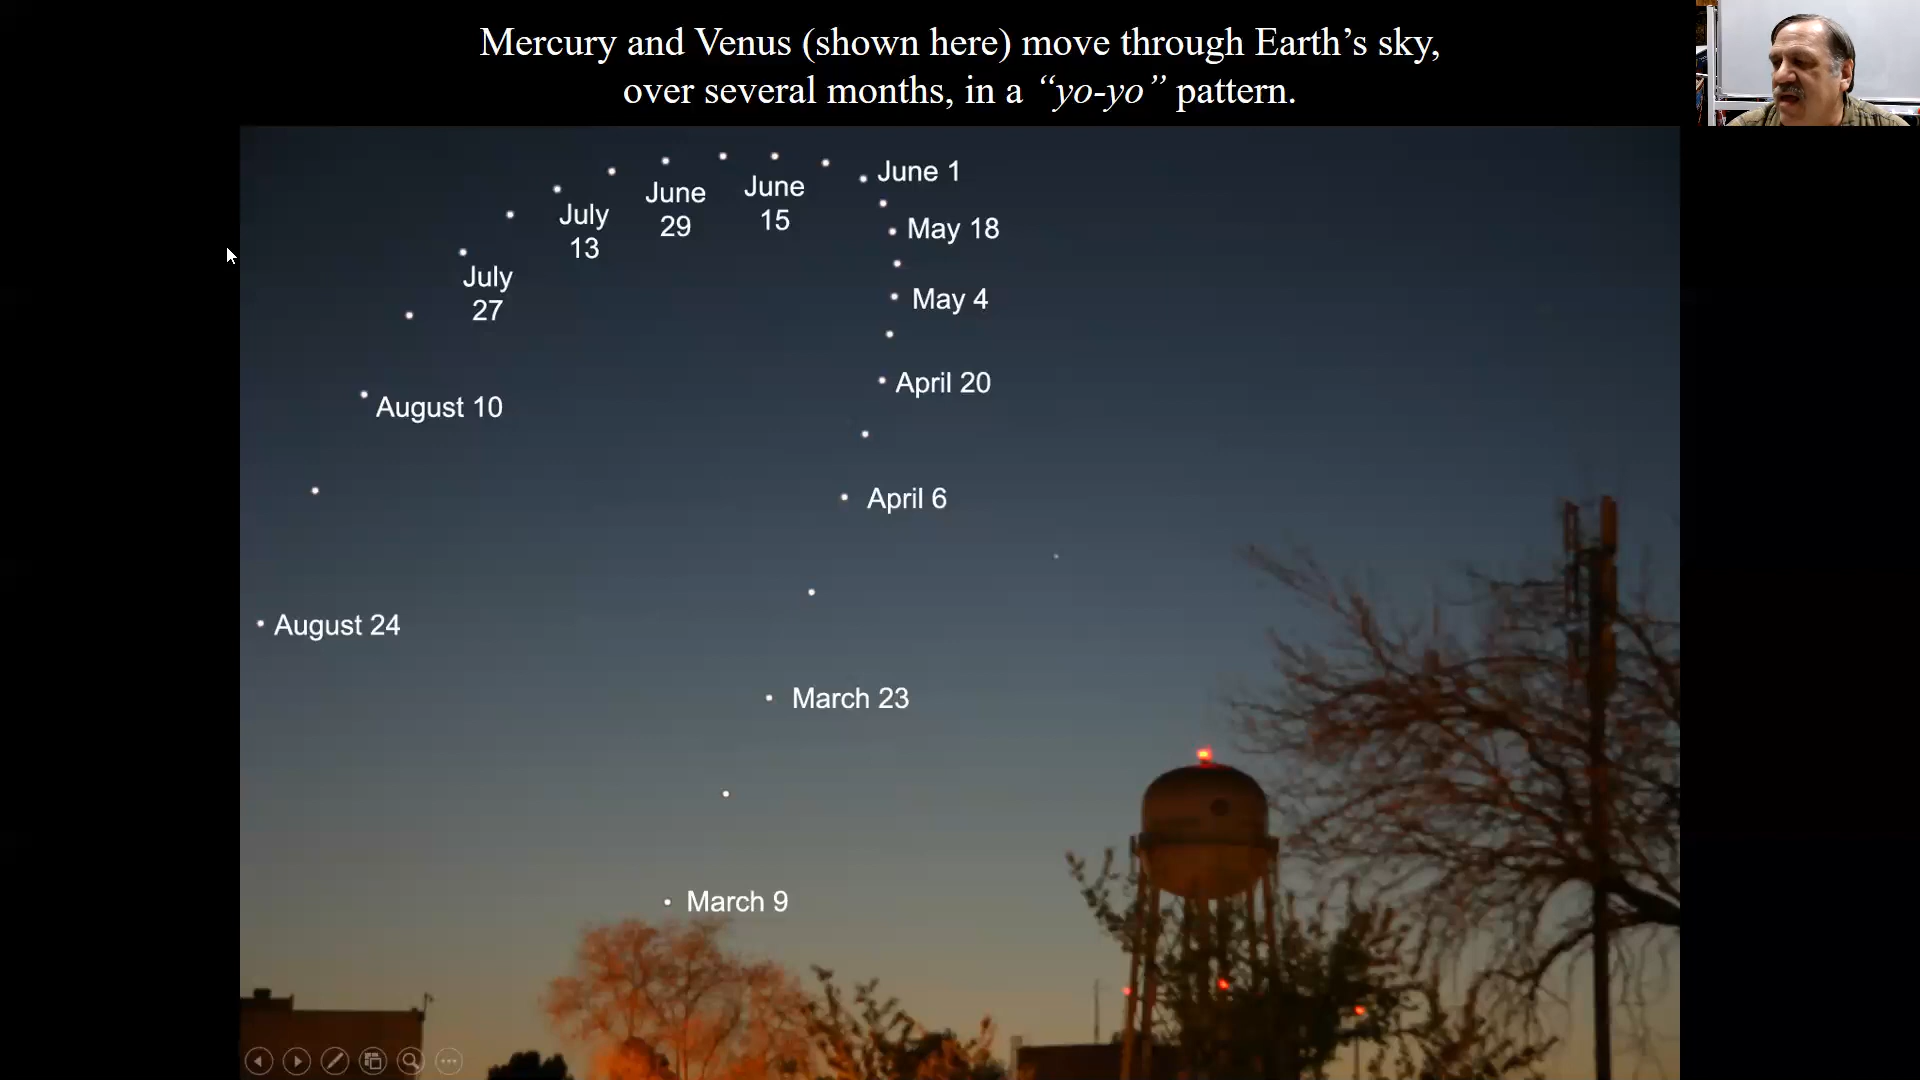 Mercury and Venus (shown here) move through Earth’s sky,
over several months, in a “yo-yo” pattern.
June 1
June
15
June
29
July
13
July
27
May 18
May 4
April 20
August 10
April 6
August 24
March 23
March 9